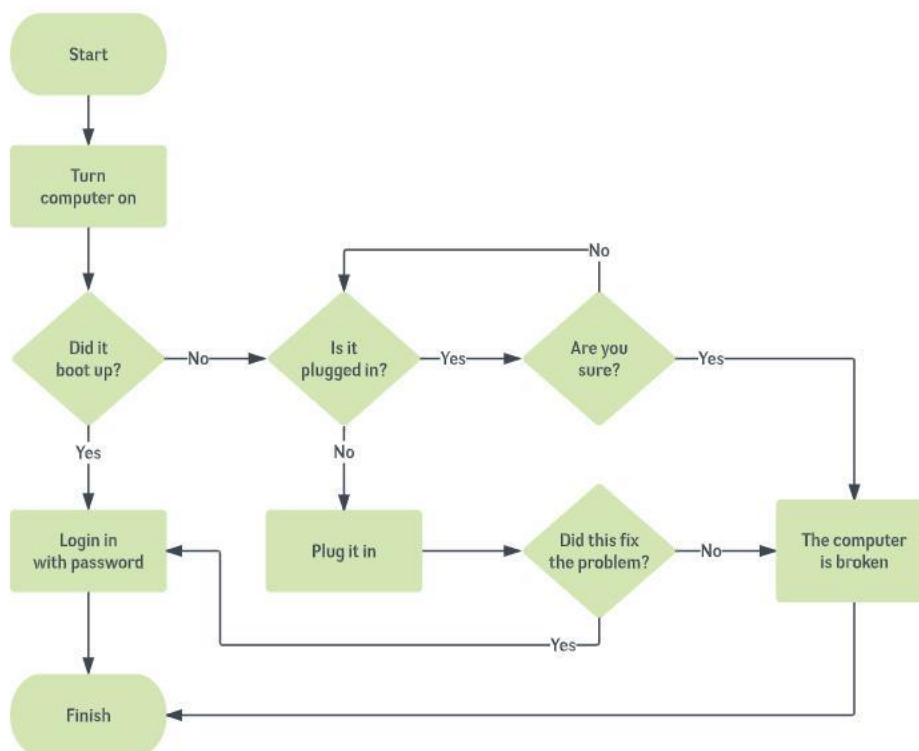 Start
Turn
computer on
No
Did it
boot up?
No
Is it
plugged in?
Yes
Are you
sure?
Yes
Yes
No
Login in
with password
Plug it in
Did this fix
the problem?
No
The computer
is broken
Yes
Finish